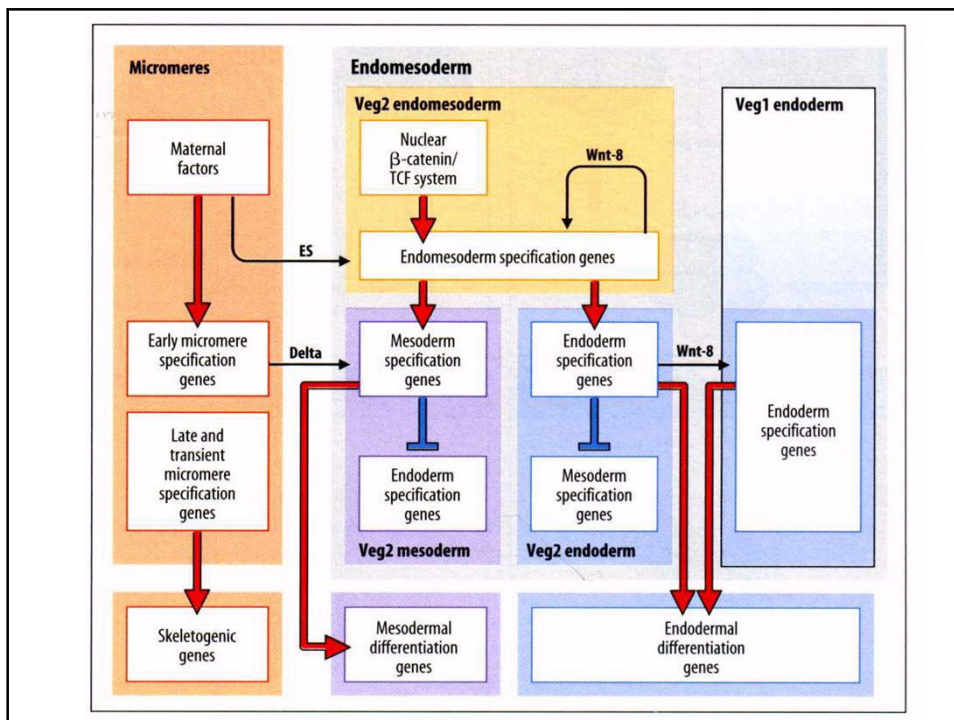 Micromeres
Endomesoderm
Veg2 endomesoderm
Veg1 endoderm
Maternal
factors
Nuclear
β-catenin/
TCF system
Wnt-8
ES
Endomesoderm specification genes
Early micromere
specification
genes
Delta
Mesoderm
specification
genes
Endoderm
specification
genes
Wnt-8
Endoderm
specification
genes
Late and
transient
micromere
specification
genes
Endoderm
specification
genes
Mesoderm
specification
genes
Veg2 mesoderm
Veg2 endoderm
Skeletogenic
genes
Mesodermal
differentiation
genes
Endodermal
differentiation
genes